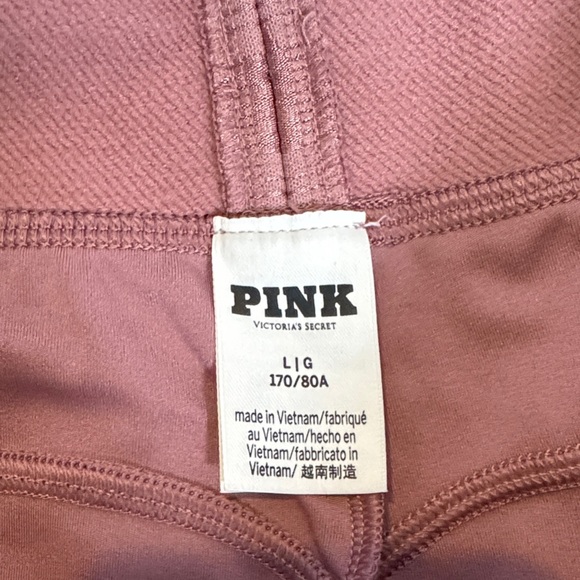 PINK
VICTORIA'S SECRET
L|G
170/80A
made in Vietnam/fabriqué
au Vietnam/hecho en
Vietnam/fabbricato in
Vietnam/ 越南制造